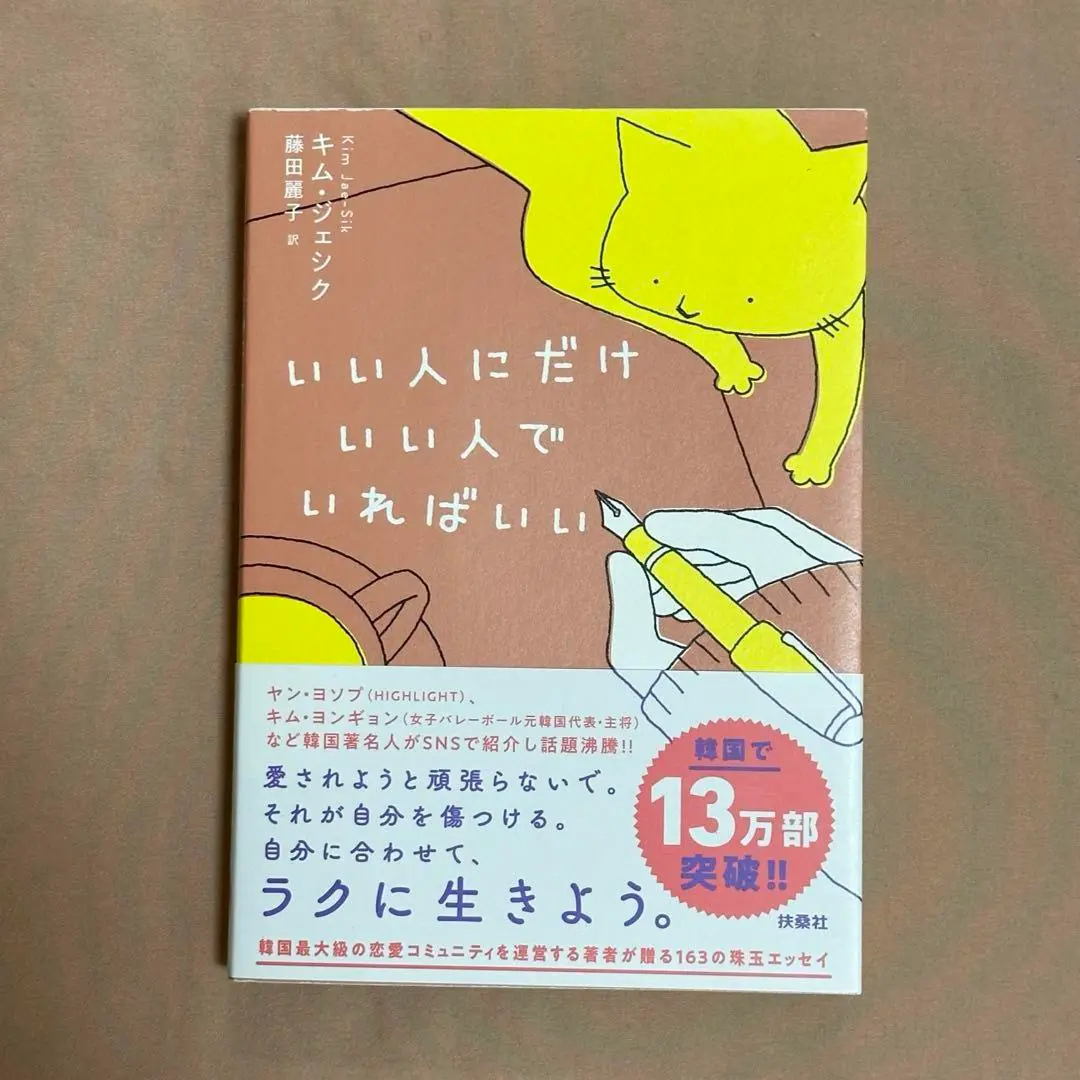 Kim Jae-Sik
キム・ジェシク
藤田麗子 訳
いい人にだけ
いい人で
いればいい
ヤン・ヨソプ(HIGHLIGHT)、
キム・ヨンギョン(女子バレーボール元韓国代表・主将)
など韓国著名人がSNSで紹介し話題沸騰!!
愛されようと頑張らないで。
それが自分を傷つける。
自分に合わせて、
ラクに生きよう。
韓国で
13万部
突破!!
扶桑社
韓国最大級の恋愛コミュニティを運営する著者が贈る163の珠玉エッセイ